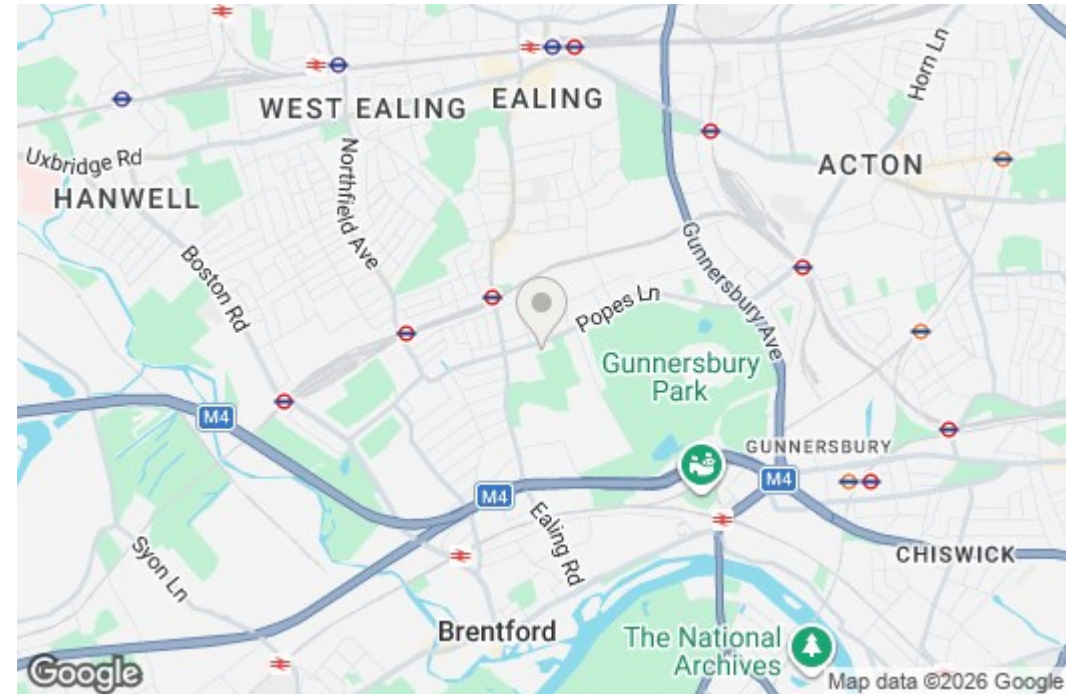 Horn Ln
EALING
WEST EALING
Uxbridge Rd
ACTON
HANWELL
Northfield Ave
Boston Rd
Gunnersbury Ave
Popes Ln
Gunnersbury
Park
M4
GUNNERSBURY
M4
M4
Ealing Rd
Syon Ln
CHISWICK
Brentford
The National
Archives
Google
Map data ©2026 Google